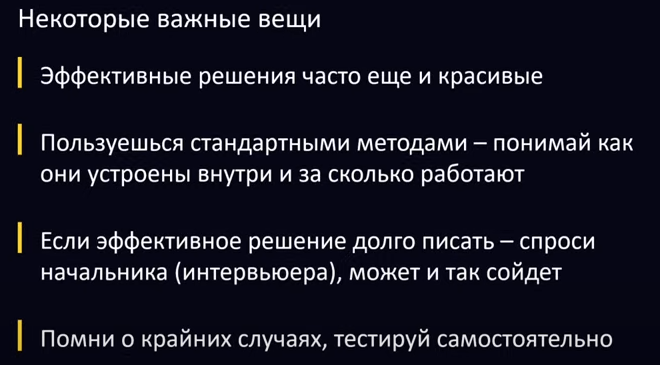 Некоторые важные вещи
Эффективные решения часто еще и красивые
Пользуешься стандартными методами – понимай как
они устроены внутри и за сколько работают
Если эффективное решение долго писать – спроси
начальника (интервьюера), может и так сойдет
Помни о крайних случаях, тестируй самостоятельно